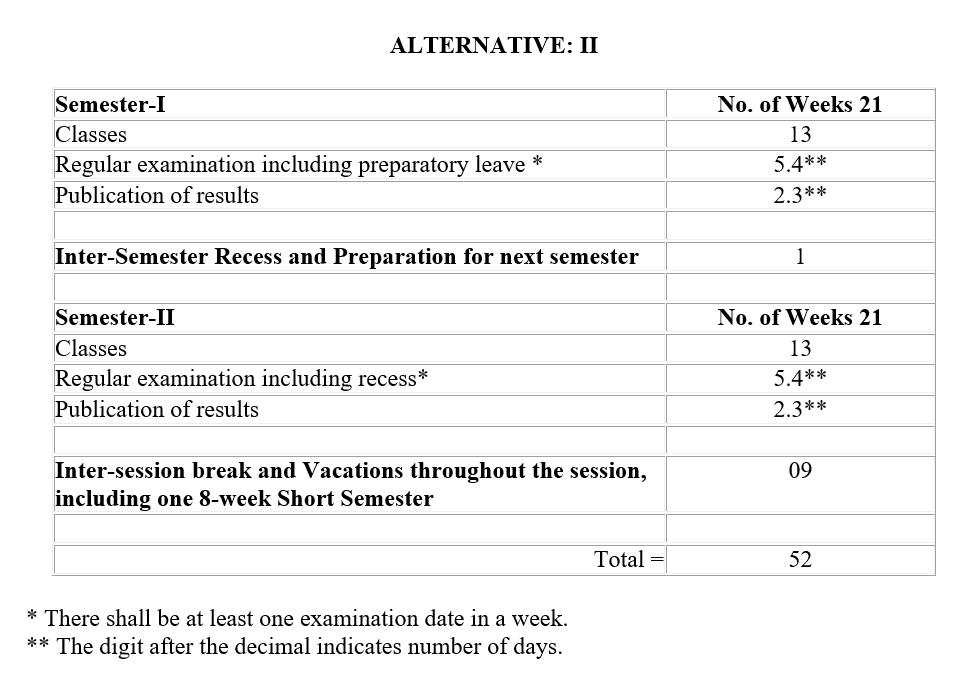 ALTERNATIVE: II
Semester-I No. of Weeks 21
Classes 13
Regular examination including preparatory leave * 5.4**
Publication of results 2.3**
Inter-Semester Recess and Preparation for next semester 1
Semester-II No. of Weeks 21
Classes 13
Regular examination including recess* 5.4**
Publication of results 2.3**
Inter-session break and Vacations throughout the session, 09
including one 8-week Short Semester
Total = 52
* There shall be at least one examination date in a week.
** The digit after the decimal indicates number of days.